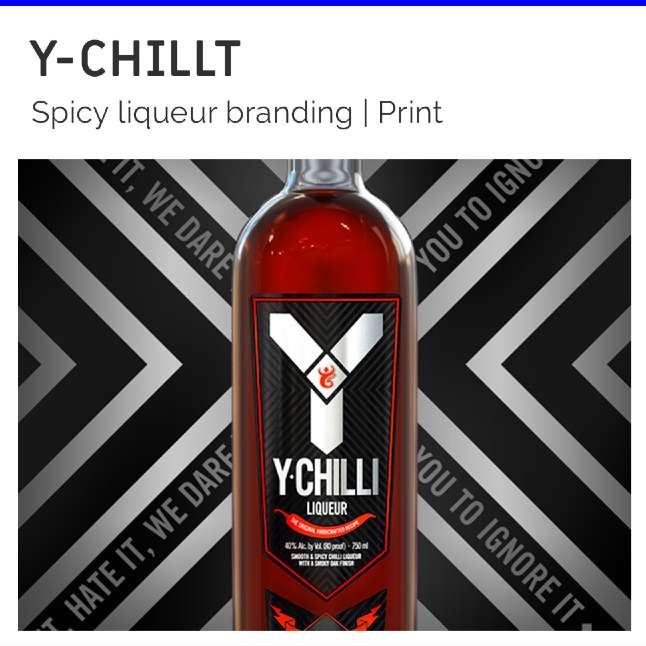 Y-CHILLT
Spicy liqueur branding | Print
IT, WE DARE
YOU TO IGNO
Y
Y·CHILLI
LIQUEUR
THE ORIGINAL HANDCRAFTED RECIPE
40% Alc. by Vol. (80 proof) - 750 ml
SMOOTH & SPICY CHILLI LIQUEUR
WITH A SMOKY OAK FINISH
IT, HATE IT, WE DARE
YOU TO IGNORE IT